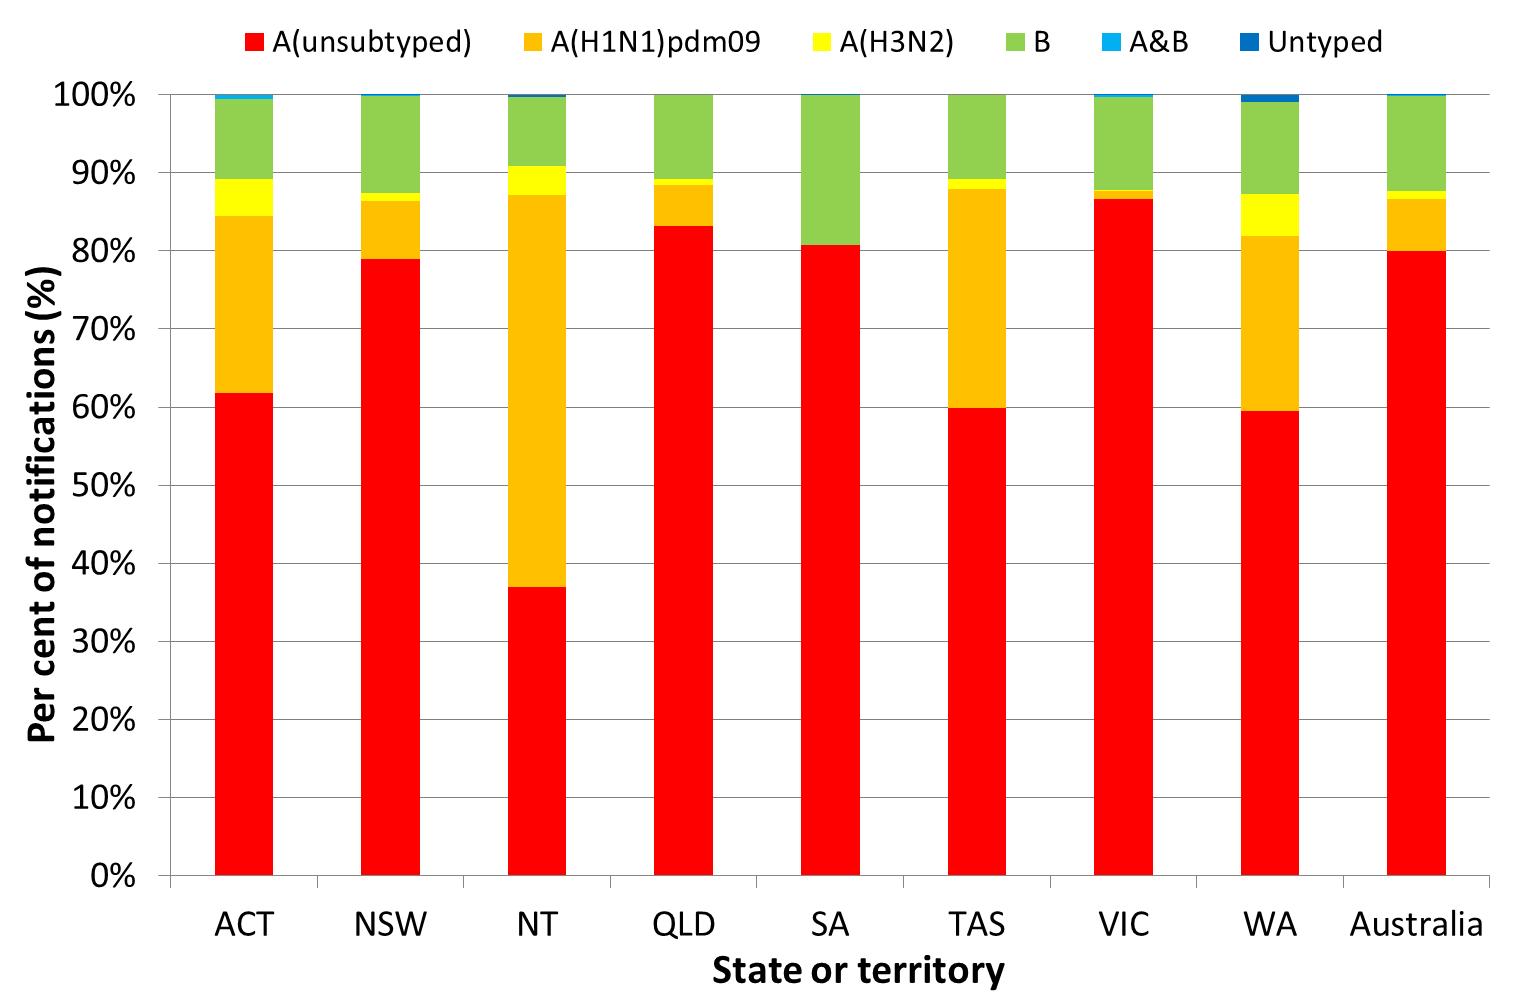 A(unsubtyped) A(H1N1)pdm09 A(H3N2) B A&B Untyped
100%
90%
80%
70%
60%
50%
40%
30%
20%
10%
0%
Per cent of notifications (%)
ACT NSW NT QLD SA TAS VIC WA Australia
State or territory